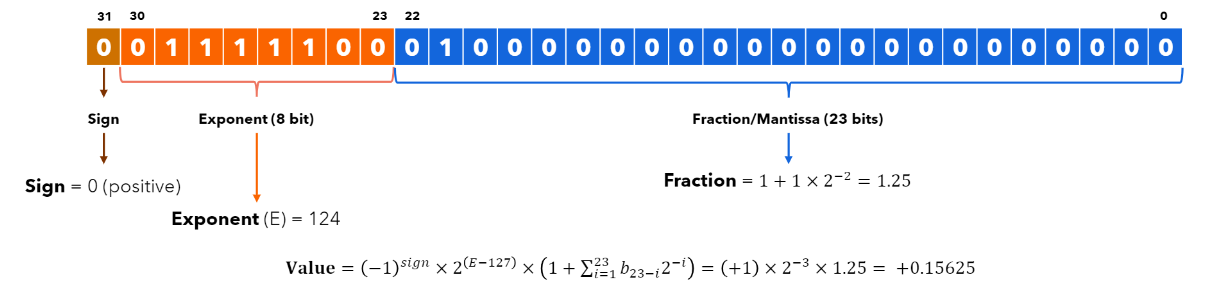 31 30 23 22 0
0 0 1 1 1 1 1 0 0 0 1 0 0 0 0 0 0 0 0 0 0 0 0 0 0 0 0 0 0 0 0 0
Sign Exponent (8 bit) Fraction/Mantissa (23 bits)
Sign = 0 (positive) Fraction = 1 + 1 × 2⁻² = 1.25
Exponent (E) = 124
Value = (−1)^{sign} × 2^{(E−127)} × (1 + ∑_{i=1}^{23} b_{23−i} 2^{−i}) = (+1) × 2⁻³ × 1.25 = +0.15625